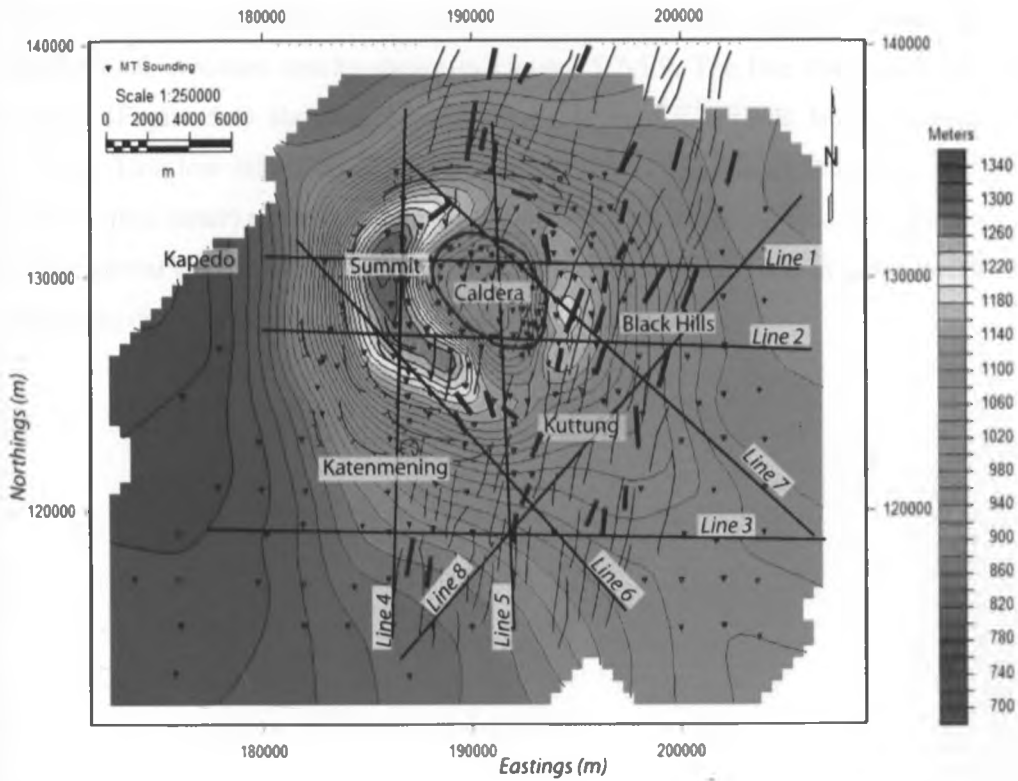 180000 190000 200000
140000 140000
MT Sounding
Scale 1:250000
0 2000 4000 6000
m
N
Meters
1340
1300
1260
1220
1180
1140
1100
1060
1020
980
940
900
860
820
780
740
700
Kapedo
130000 130000
Summit
Caldera
Line 1
Black Hills
Line 2
Kuttung
Katenmening
Line 7
120000 120000
Line 3
Line 4
Line 8
Line 5
Line 6
Northings (m)
180000 190000 200000
Eastings (m)